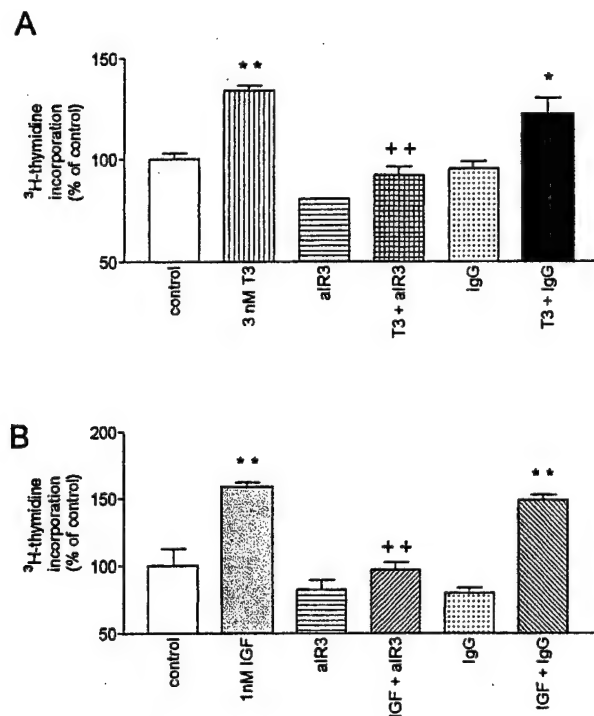 A
³H-thymidine
incorporation
(% of control)
150
100
50
**
++
*
control
3 nM T3
aIR3
T3 + aIR3
IgG
T3 + IgG
B
³H-thymidine
incorporation
(% of control)
200
150
100
50
**
++
**
control
1nM IGF
aIR3
IGF + aIR3
IgG
IGF + IgG